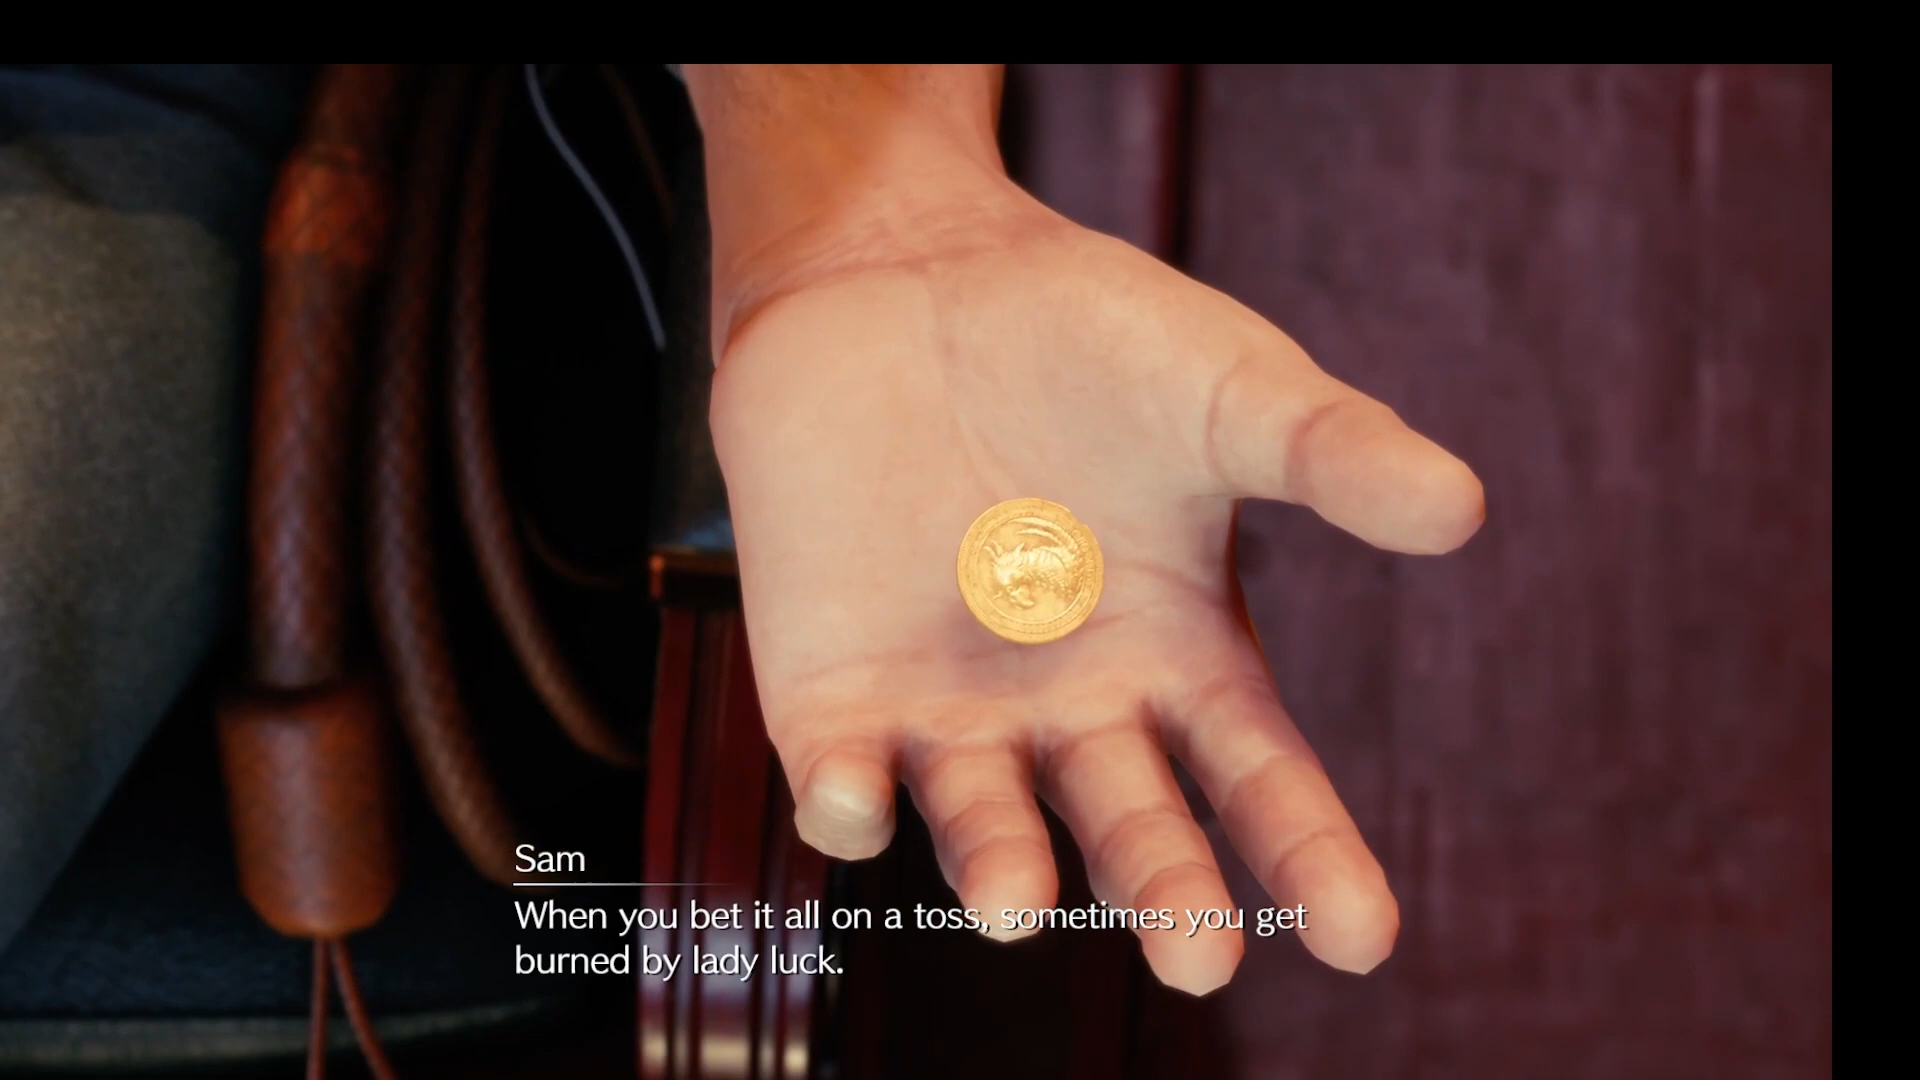 Sam
When you bet it all on a toss, sometimes you get
burned by lady luck.